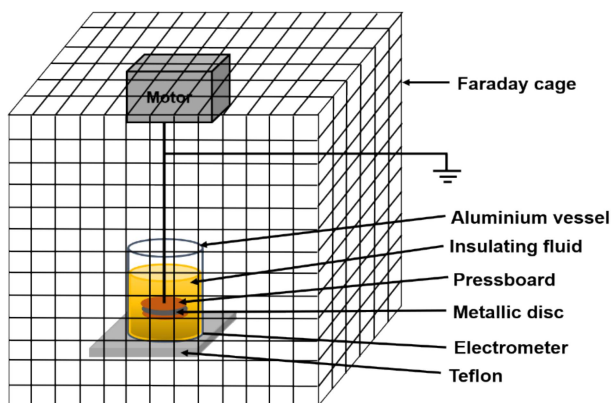 Motor
Faraday cage
Aluminium vessel
Insulating fluid
Pressboard
Metallic disc
Electrometer
Teflon